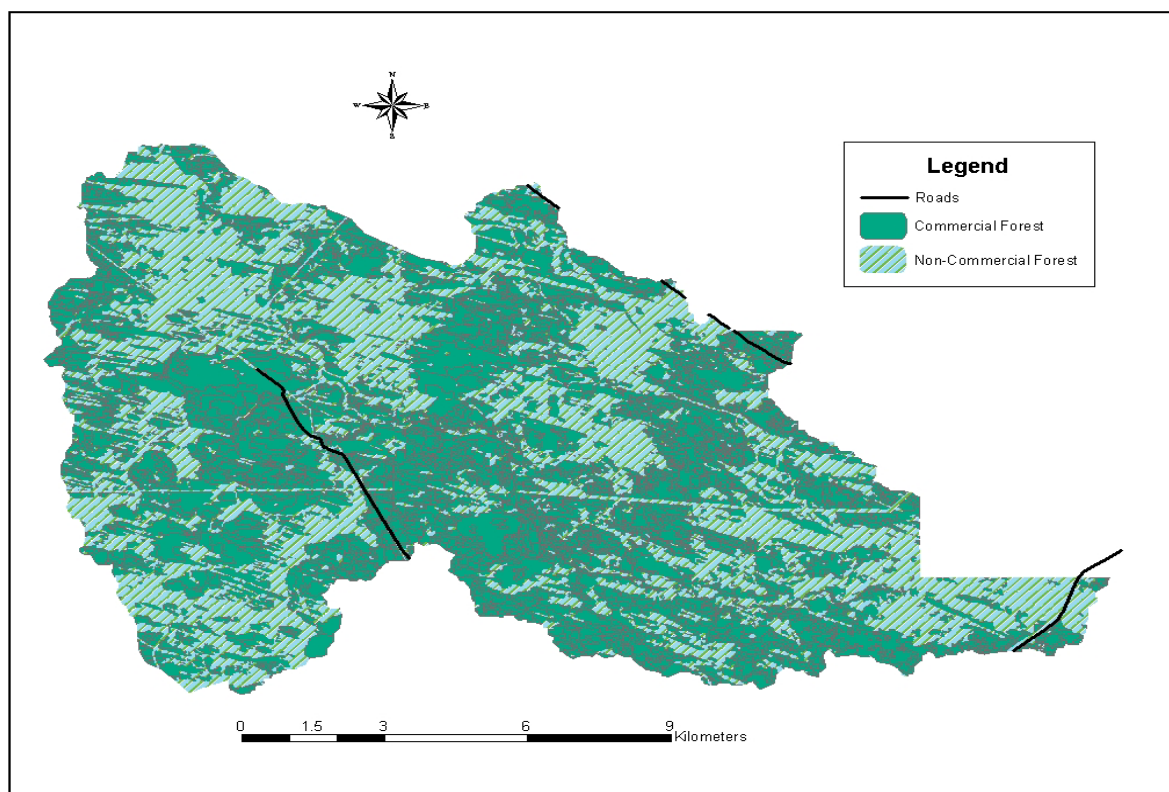 N
W E
S
Legend
Roads
Commercial Forest
Non-Commercial Forest
0 1.5 3 6 9
Kilometers